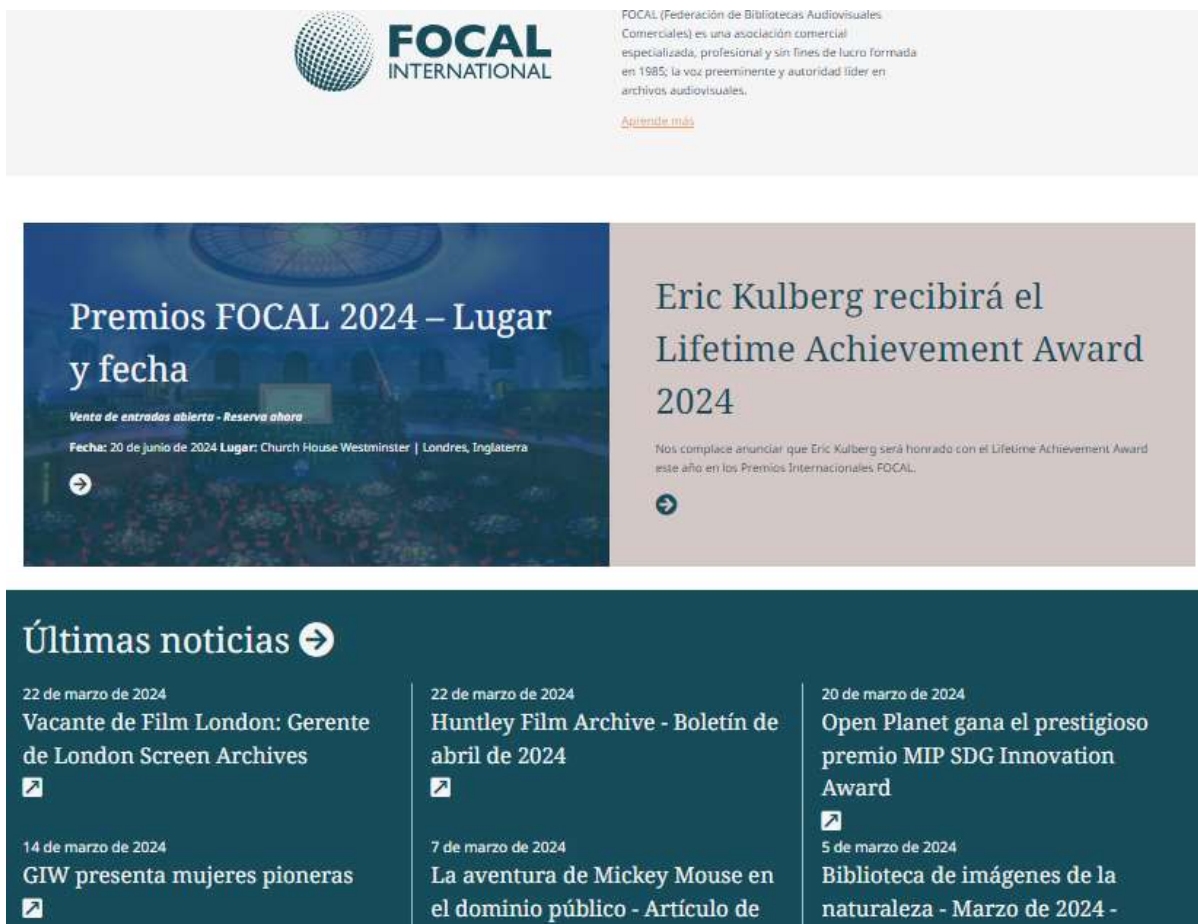 FOCAL
INTERNATIONAL
FOCAL (Federación de Bibliotecas Audiovisuales
Comerciales) es una asociación comercial
especializada, profesional y sin fines de lucro formada
en 1985; la voz preeminente y autoridad líder en
archivos audiovisuales.
Aprende más
Premios FOCAL 2024 – Lugar
y fecha
Venta de entradas abierta - Reserva ahora
Fecha: 20 de junio de 2024 Lugar: Church House Westminster | Londres, Inglaterra
Eric Kulberg recibirá el
Lifetime Achievement Award
2024
Nos complace anunciar que Eric Kulberg será honrado con el Lifetime Achievement Award
este año en los Premios Internacionales FOCAL.
Últimas noticias
22 de marzo de 2024
Vacante de Film London: Gerente
de London Screen Archives
22 de marzo de 2024
Huntley Film Archive - Boletín de
abril de 2024
20 de marzo de 2024
Open Planet gana el prestigioso
premio MIP SDG Innovation
Award
14 de marzo de 2024
GIW presenta mujeres pioneras
7 de marzo de 2024
La aventura de Mickey Mouse en
el dominio público - Artículo de
5 de marzo de 2024
Biblioteca de imágenes de la
naturaleza - Marzo de 2024 -